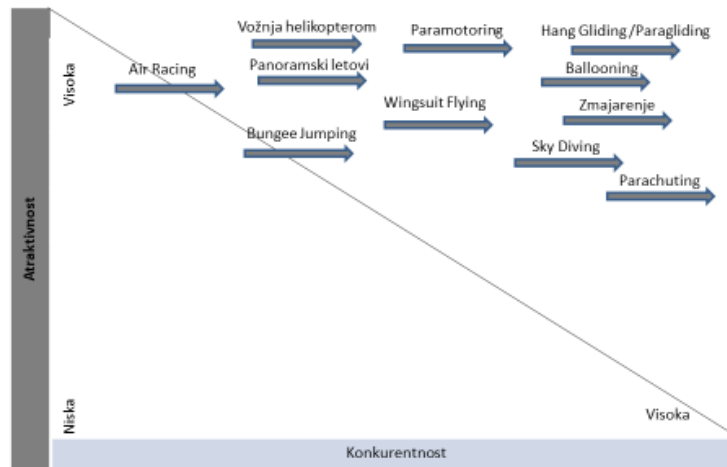 Vožnja helikopterom
Paramotoring
Hang Gliding /Paragliding
Air Racing
Panoramski letovi
Ballooning
Visoka
Wingsuit Flying
Zmajarenje
Bungee Jumping
Sky Diving
Parachuting
Atraktivnost
Niska
Visoka
Konkurentnost